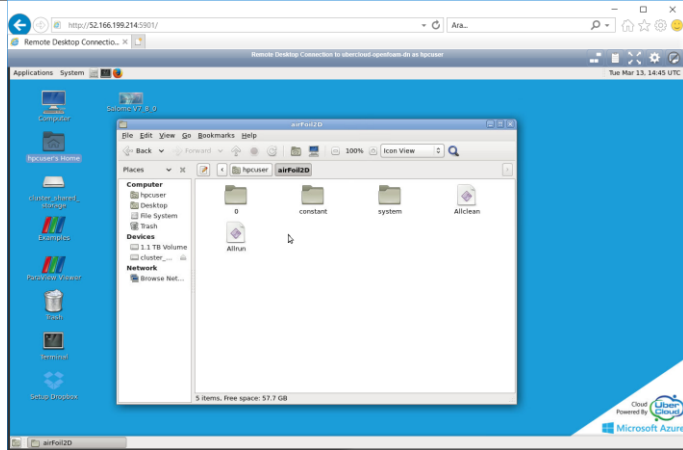 http://52.166.199.214:5901/
Ara...
Remote Desktop Connectio...
Remote Desktop Connection to ubercloud-openfoam-dn as hpcuser
Applications System
Tue Mar 13, 14:45 UTC
Computer
Salome V7_8_0
hpcuser's Home
cluster_shared_
storage
Examples
ParaView Viewer
Trash
Terminal
Setup Dropbox
airFoil2D
File Edit View Go Bookmarks Help
Back Forward 100% Icon View
Places hpcuser airFoil2D
Computer
hpcuser
Desktop
File System
Trash
Devices
1.1 TB Volume
cluster_...
Network
Browse Net...
0 constant system Allclean
Allrun
5 items, Free space: 57.7 GB
Cloud
Powered By
Uber
Cloud
Microsoft Azure
airFoil2D